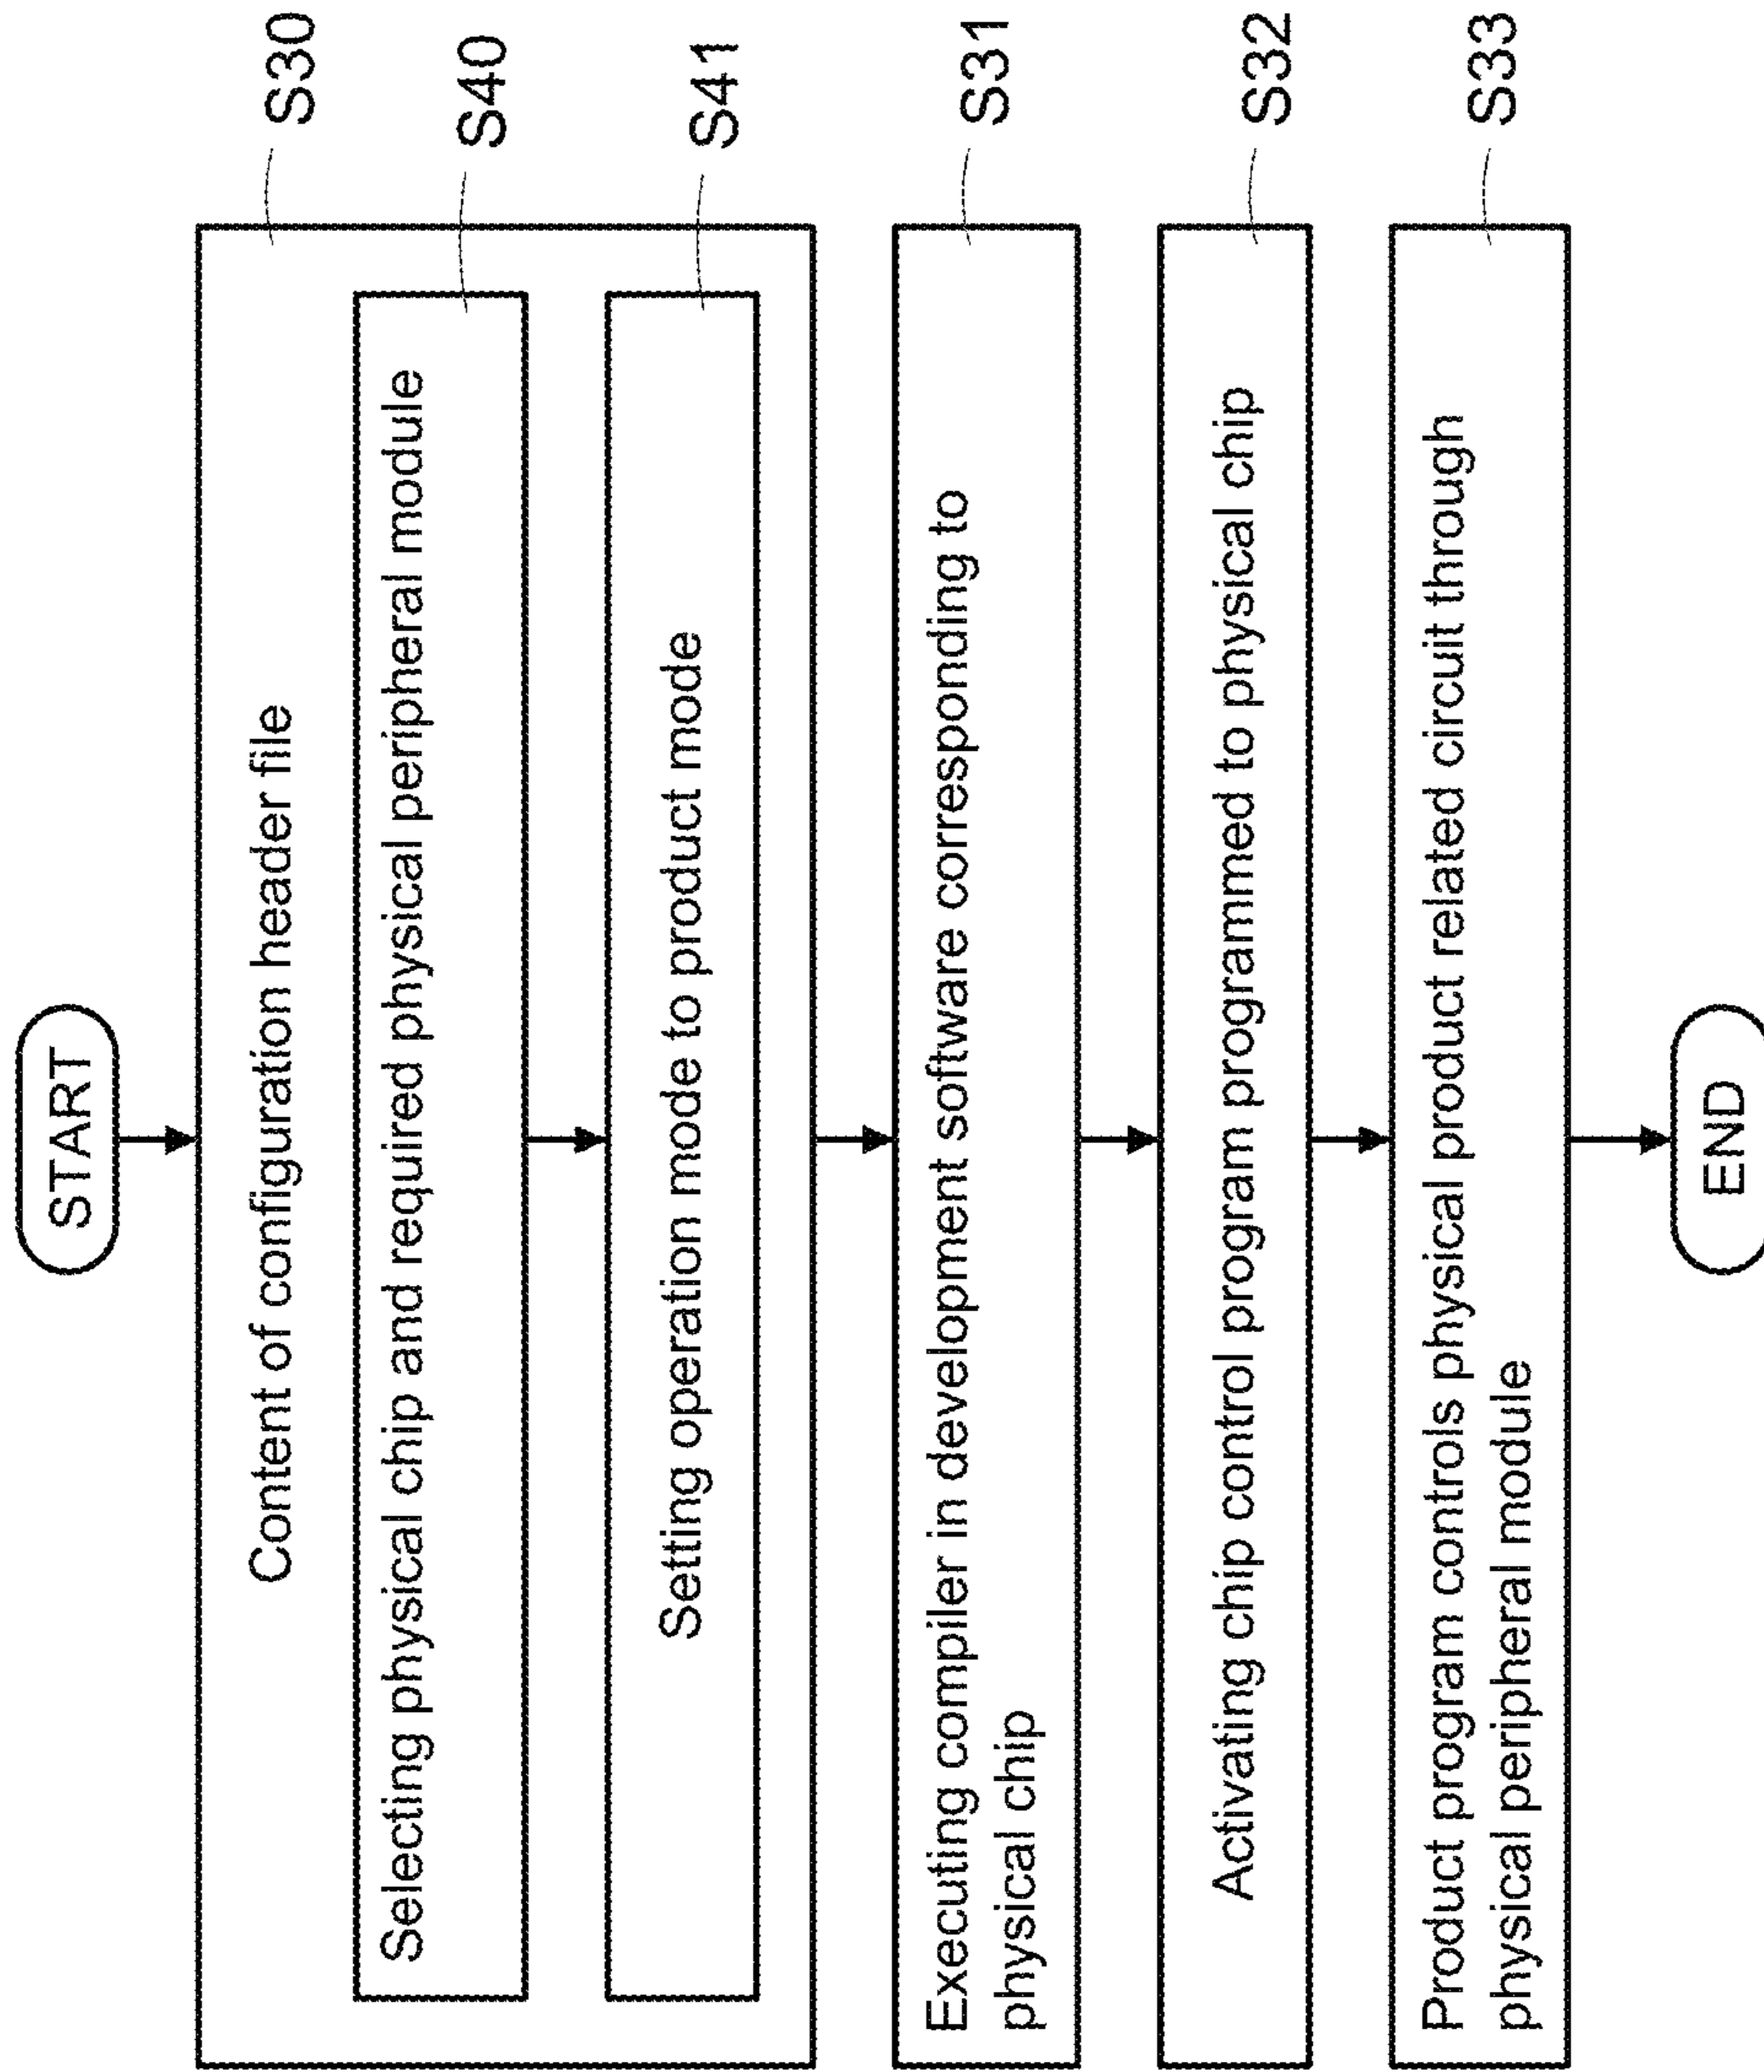 START
Content of configuration header file
S30
Selecting physical chip and required physical peripheral module
S40
Setting operation mode to product mode
S41
Executing compiler in development software corresponding to
physical chip
S31
Activating chip control program programmed to physical chip
S32
Product program controls physical product related circuit through
physical peripheral module
S33
END